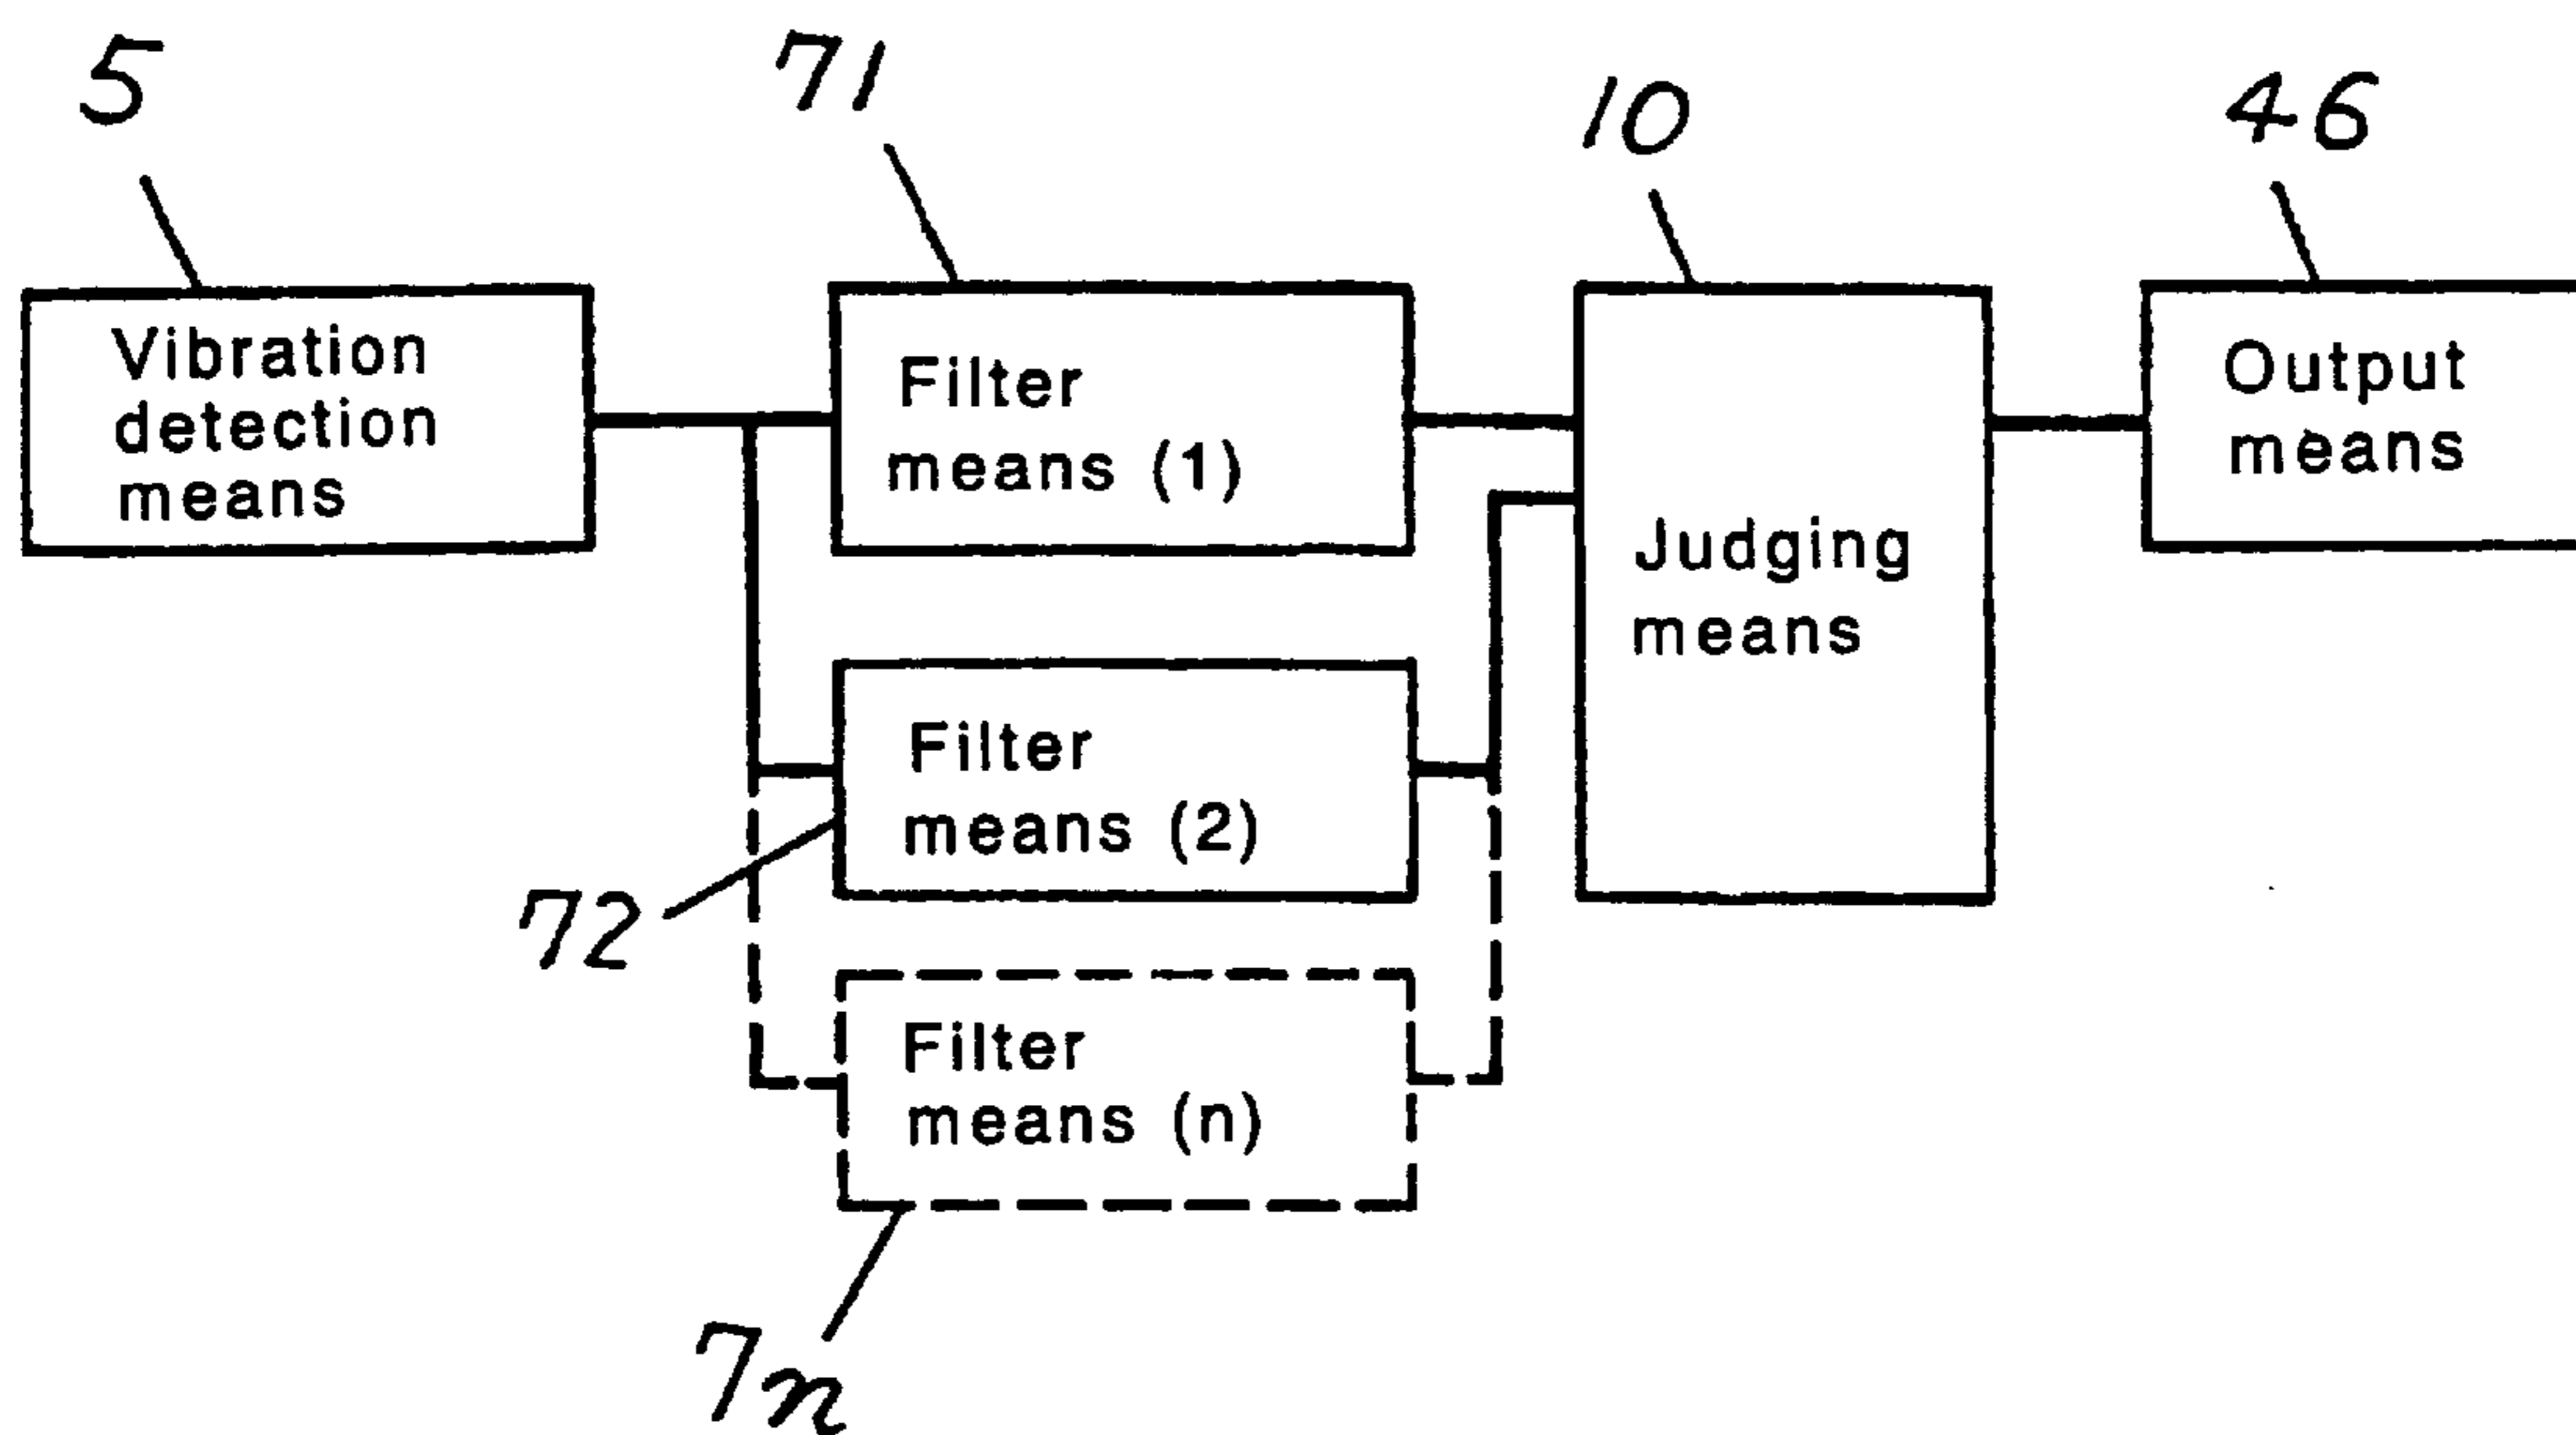 5
71
10
46
Vibration
detection
means
Filter
means (1)
Judging
means
Output
means
Filter
means (2)
72
Filter
means (n)
7n